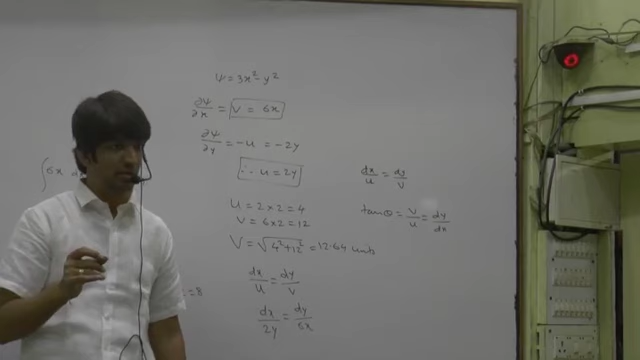 ψ = 3x² - y²
∂ψ/∂x = V = 6x
∂ψ/∂y = -u = -2y
∴ u = 2y
∫6x
u = 2×2 = 4
v = 6×2 = 12
V = √4²+12² = 12.64 units
dx/u = dy/v
dx/2y = dy/6x
= 8
dx/u = dy/v
tanθ = v/u = dy/dx